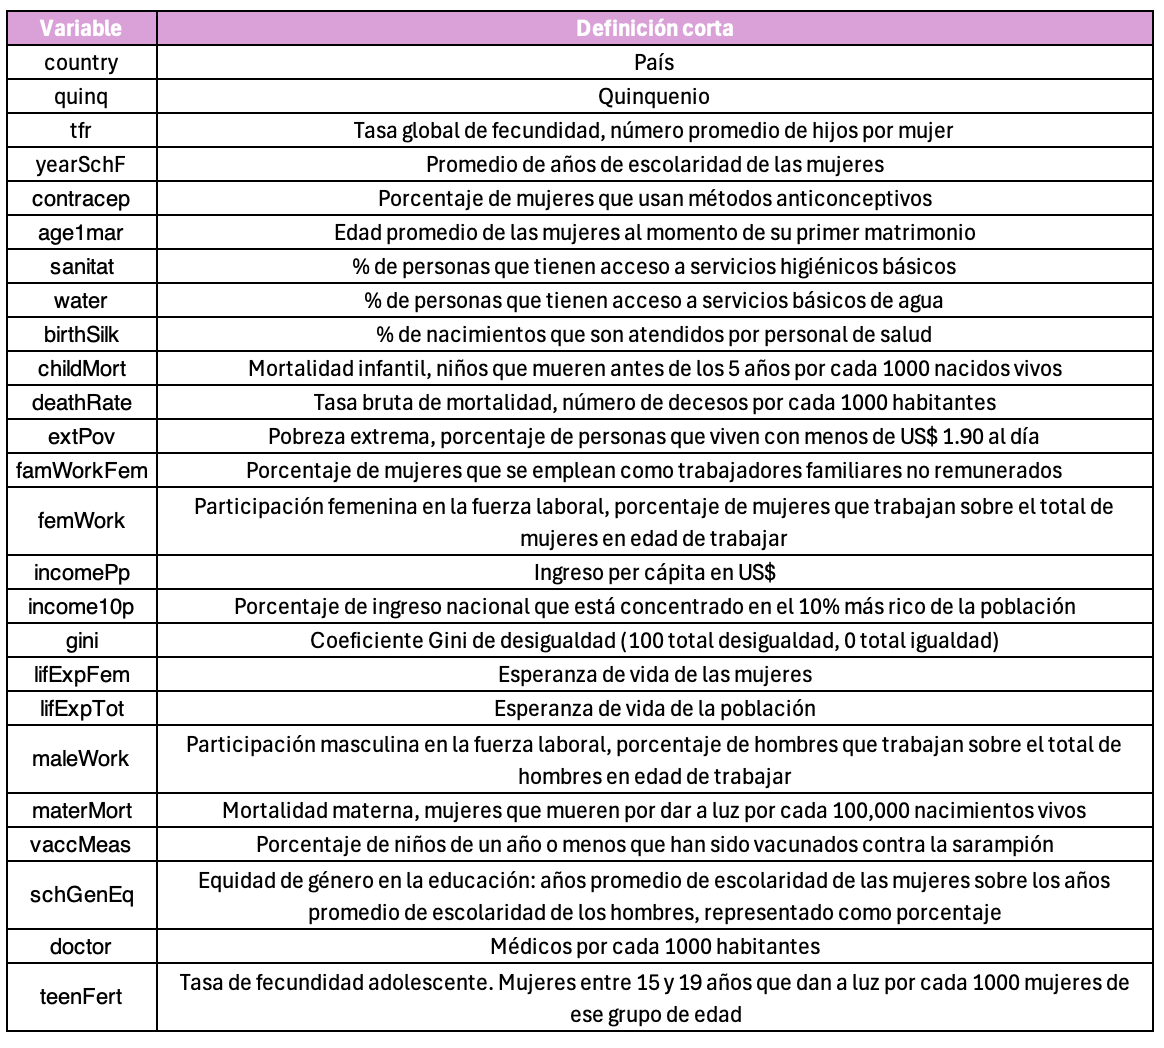 Variable Definición corta
country País
quinq Quinquenio
tfr Tasa global de fecundidad, número promedio de hijos por mujer
yearSchF Promedio de años de escolaridad de las mujeres
contracep Porcentaje de mujeres que usan métodos anticonceptivos
age1mar Edad promedio de las mujeres al momento de su primer matrimonio
sanitat % de personas que tienen acceso a servicios higiénicos básicos
water % de personas que tienen acceso a servicios básicos de agua
birthSilk % de nacimientos que son atendidos por personal de salud
childMort Mortalidad infantil, niños que mueren antes de los 5 años por cada 1000 nacidos vivos
deathRate Tasa bruta de mortalidad, número de decesos por cada 1000 habitantes
extPov Pobreza extrema, porcentaje de personas que viven con menos de US$ 1.90 al día
famWorkFem Porcentaje de mujeres que se emplean como trabajadores familiares no remunerados
femWork Participación femenina en la fuerza laboral, porcentaje de mujeres que trabajan sobre el total de
mujeres en edad de trabajar
incomePp Ingreso per cápita en US$
income10p Porcentaje de ingreso nacional que está concentrado en el 10% más rico de la población
gini Coeficiente Gini de desigualdad (100 total desigualdad, 0 total igualdad)
lifExpFem Esperanza de vida de las mujeres
lifExpTot Esperanza de vida de la población
maleWork Participación masculina en la fuerza laboral, porcentaje de hombres que trabajan sobre el total de
hombres en edad de trabajar
materMort Mortalidad materna, mujeres que mueren por dar a luz por cada 100,000 nacimientos vivos
vaccMeas Porcentaje de niños de un año o menos que han sido vacunados contra la sarampión
schGenEq Equidad de género en la educación: años promedio de escolaridad de las mujeres sobre los años
promedio de escolaridad de los hombres, representado como porcentaje
doctor Médicos por cada 1000 habitantes
teenFert Tasa de fecundidad adolescente. Mujeres entre 15 y 19 años que dan a luz por cada 1000 mujeres de
ese grupo de edad